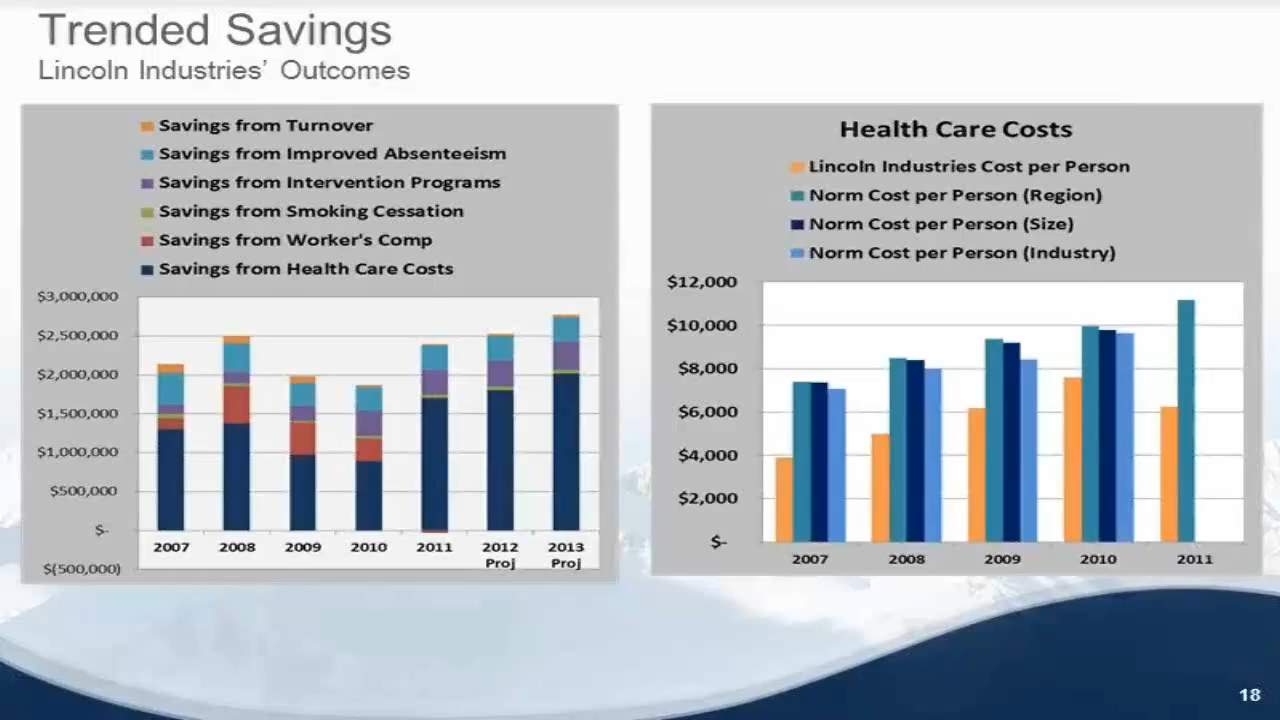 Trended Savings
Lincoln Industries’ Outcomes
Savings from Turnover
Savings from Improved Absenteeism
Savings from Intervention Programs
Savings from Smoking Cessation
Savings from Worker's Comp
Savings from Health Care Costs
$3,000,000
$2,500,000
$2,000,000
$1,500,000
$1,000,000
$500,000
$-
$(500,000)
2007 2008 2009 2010 2011 2012 2013
Proj Proj
Health Care Costs
Lincoln Industries Cost per Person
Norm Cost per Person (Region)
Norm Cost per Person (Size)
Norm Cost per Person (Industry)
$12,000
$10,000
$8,000
$6,000
$4,000
$2,000
$-
2007 2008 2009 2010 2011
18